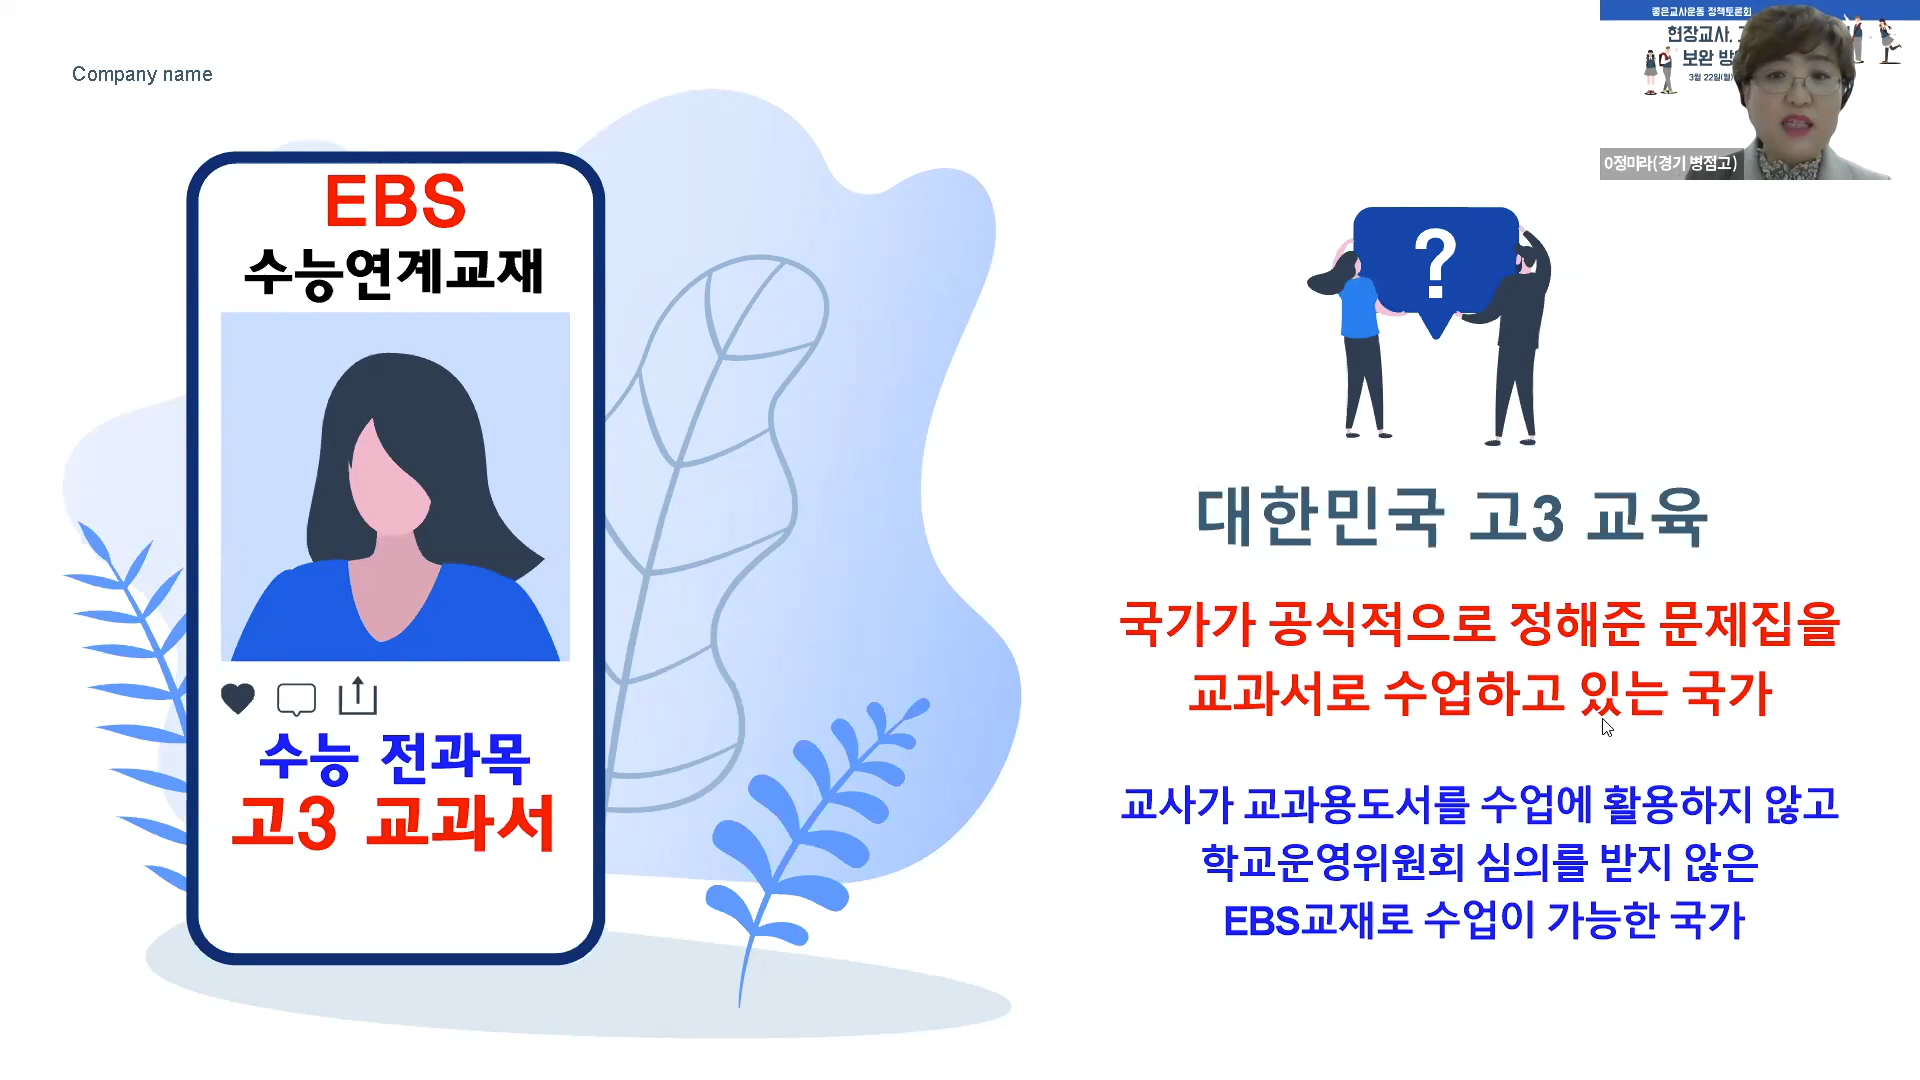 Company name
EBS
수능연계교재
수능 전과목
고3 교과서
?
대한민국 고3 교육
국가가 공식적으로 정해준 문제집을
교과서로 수업하고 있는 국가
교사가 교과용도서를 수업에 활용하지 않고
학교운영위원회 심의를 받지 않은
EBS교재로 수업이 가능한 국가
좋은교사운동 정책토론회
현장교사,
보완
3월 22일(월)
0정미라(경기 병점고)